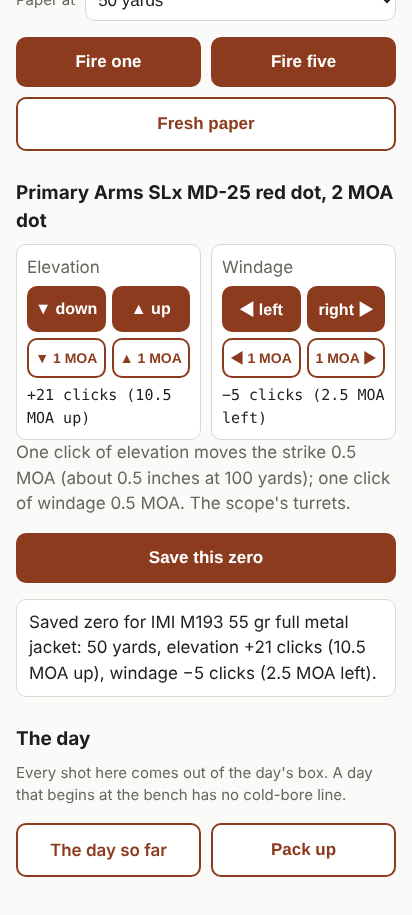 Paper at 50 yards
Fire one
Fire five
Fresh paper
Primary Arms SLx MD-25 red dot, 2 MOA
dot
Elevation
▼ down
▲ up
▼ 1 MOA
▲ 1 MOA
+21 clicks (10.5
MOA up)
Windage
◀ left
right ▶
◀ 1 MOA
1 MOA ▶
−5 clicks (2.5 MOA
left)
One click of elevation moves the strike 0.5
MOA (about 0.5 inches at 100 yards); one click
of windage 0.5 MOA. The scope's turrets.
Save this zero
Saved zero for IMI M193 55 gr full metal
jacket: 50 yards, elevation +21 clicks (10.5
MOA up), windage −5 clicks (2.5 MOA left).
The day
Every shot here comes out of the day's box. A day
that begins at the bench has no cold-bore line.
The day so far
Pack up